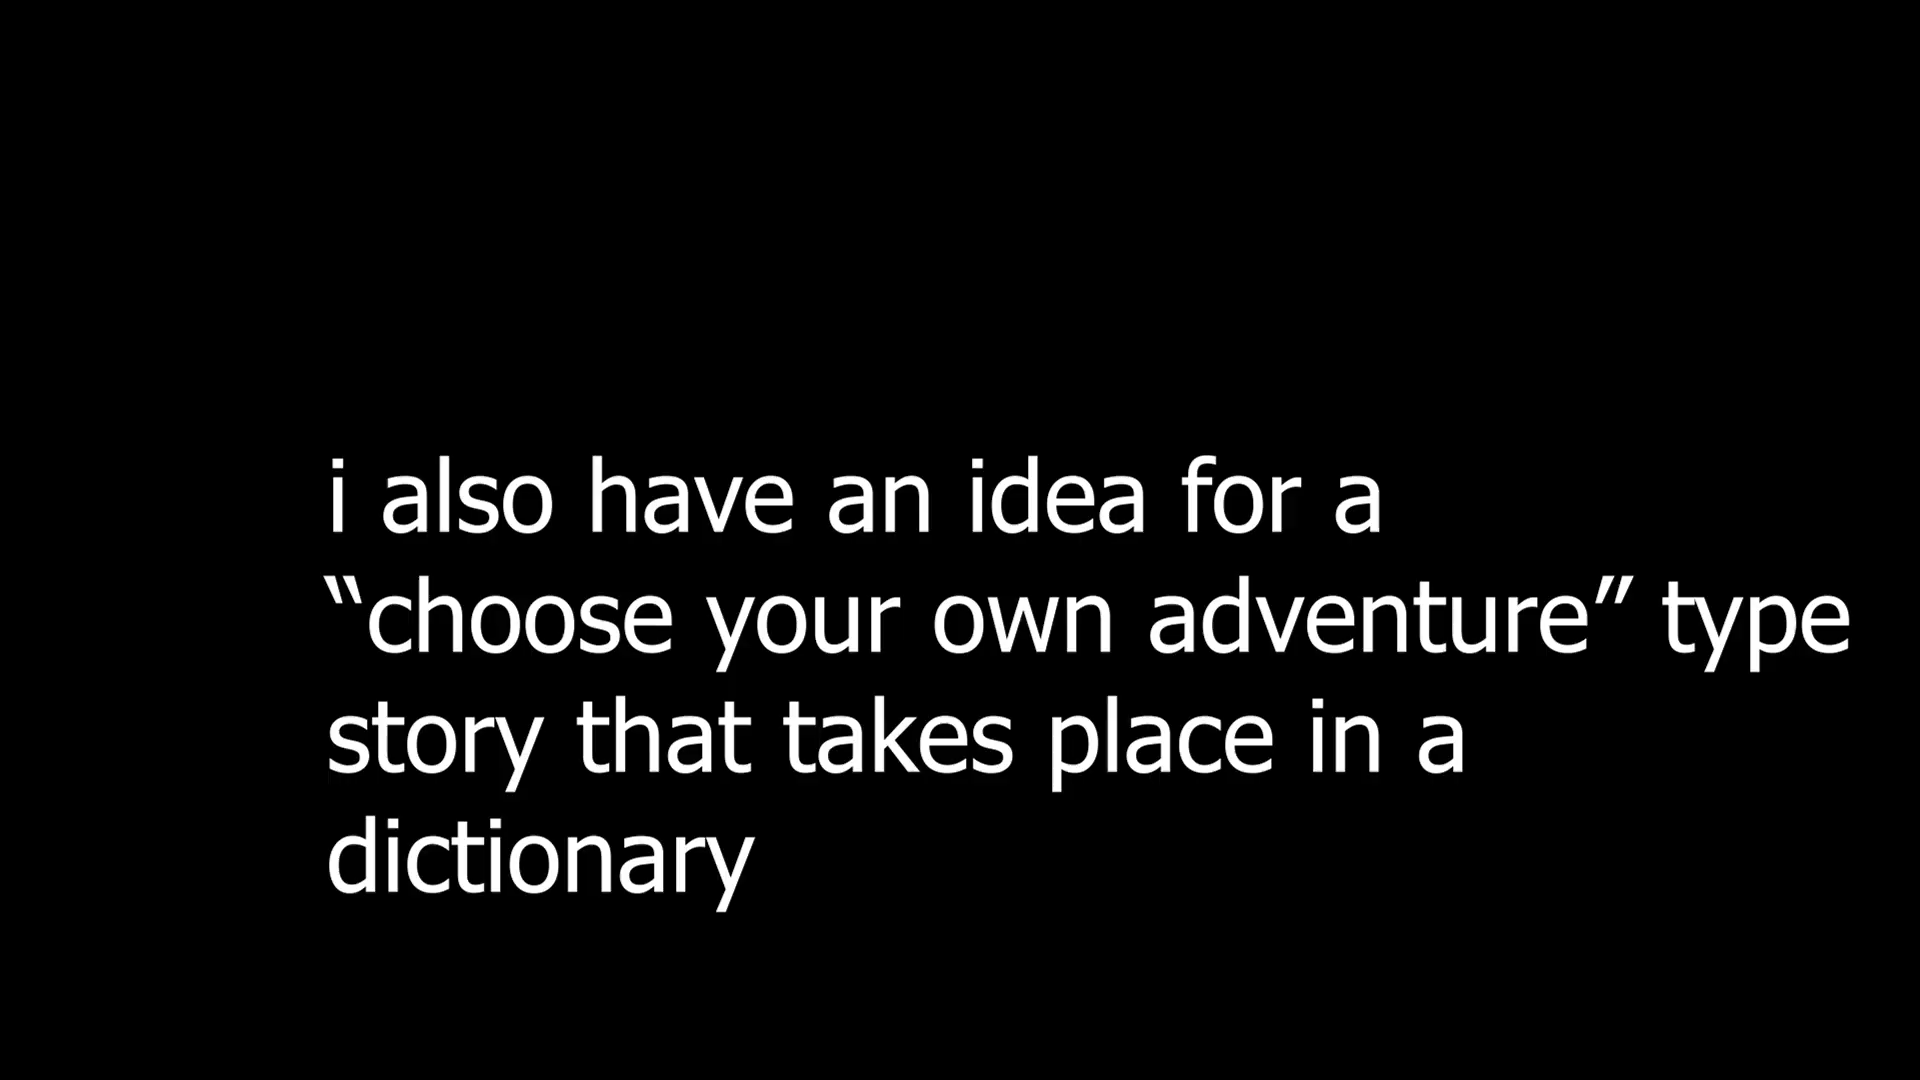 i also have an idea for a
“choose your own adventure” type
story that takes place in a
dictionary